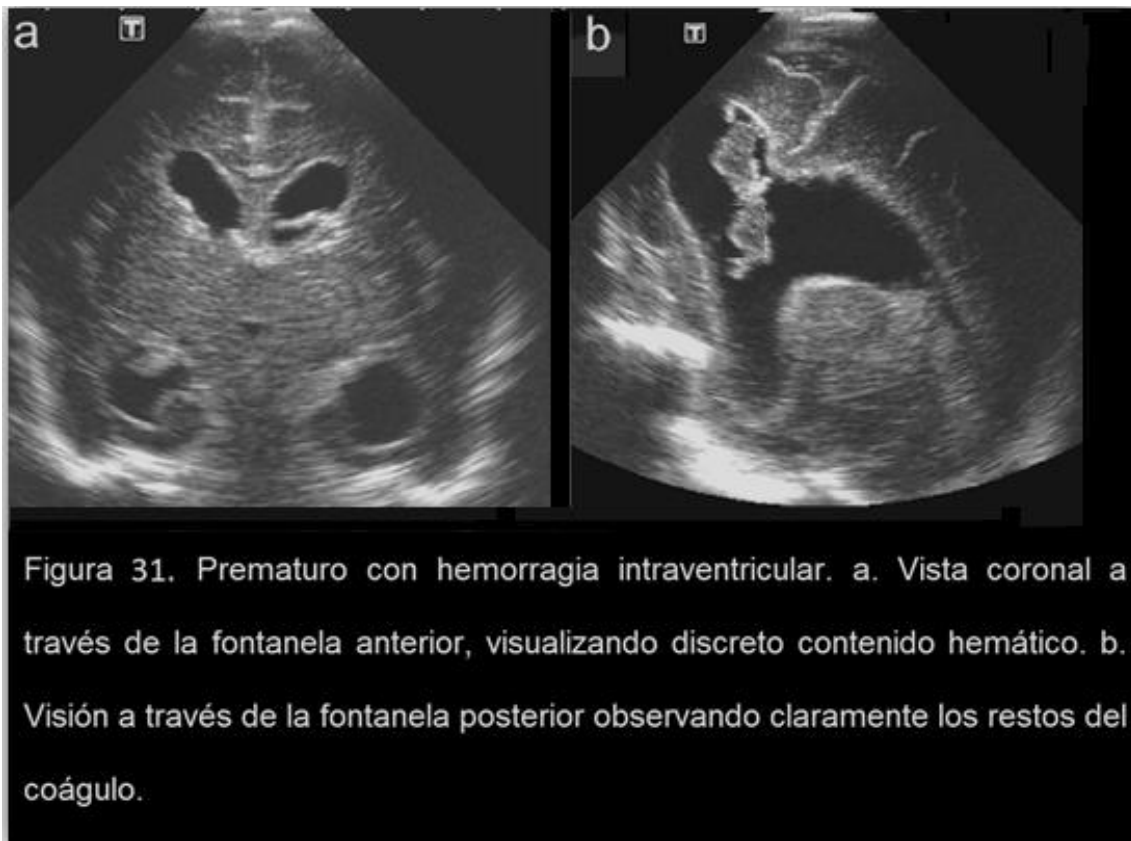 a
T
b
T
Figura 31. Prematuro con hemorragia intraventricular. a. Vista coronal a
través de la fontanela anterior, visualizando discreto contenido hemático. b.
Visión a través de la fontanela posterior observando claramente los restos del
coágulo.